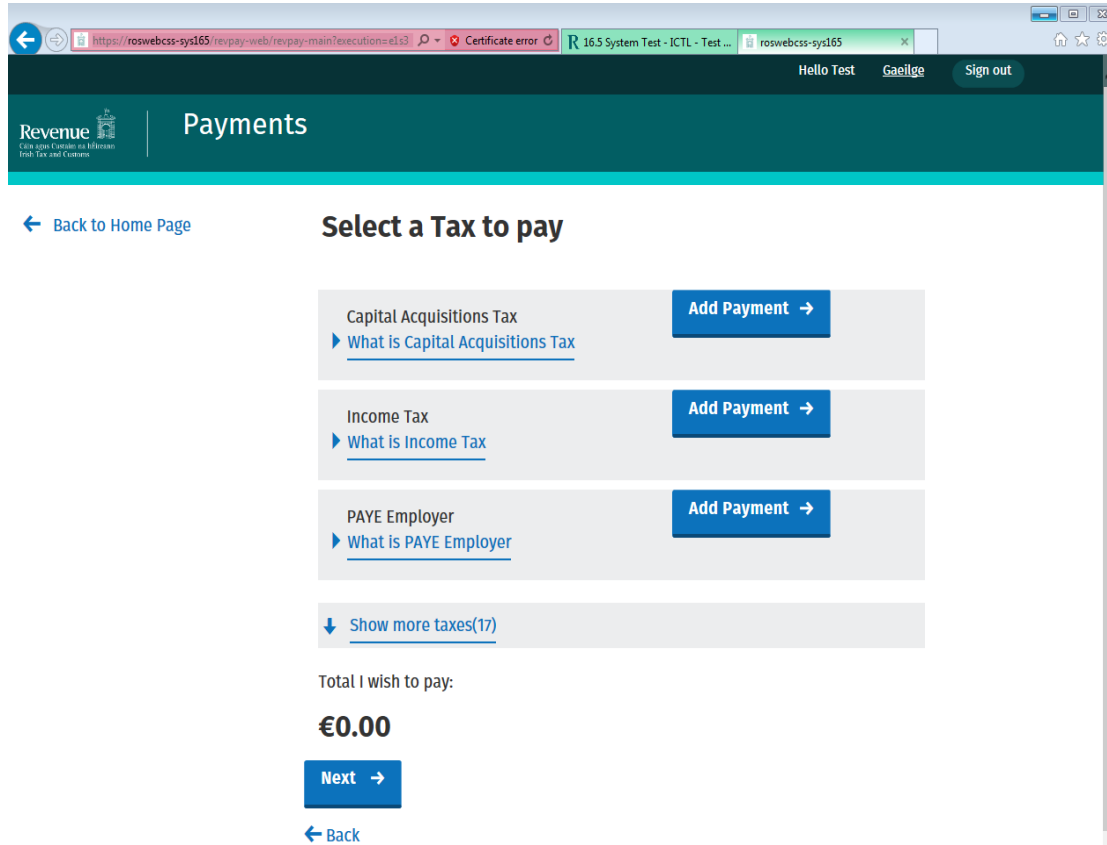 https://roswebcss-sys165/revpay-web/revpay-main?execution=e1s3
Certificate error
16.5 System Test - ICTL - Test ...
roswebcss-sys165
Hello Test
Gaeilge
Sign out
Revenue
Cáin agus Custaim na hÉireann
Irish Tax and Customs
Payments
Back to Home Page
Select a Tax to pay
Capital Acquisitions Tax
Add Payment
What is Capital Acquisitions Tax
Income Tax
Add Payment
What is Income Tax
PAYE Employer
Add Payment
What is PAYE Employer
Show more taxes(17)
Total I wish to pay:
€0.00
Next
Back